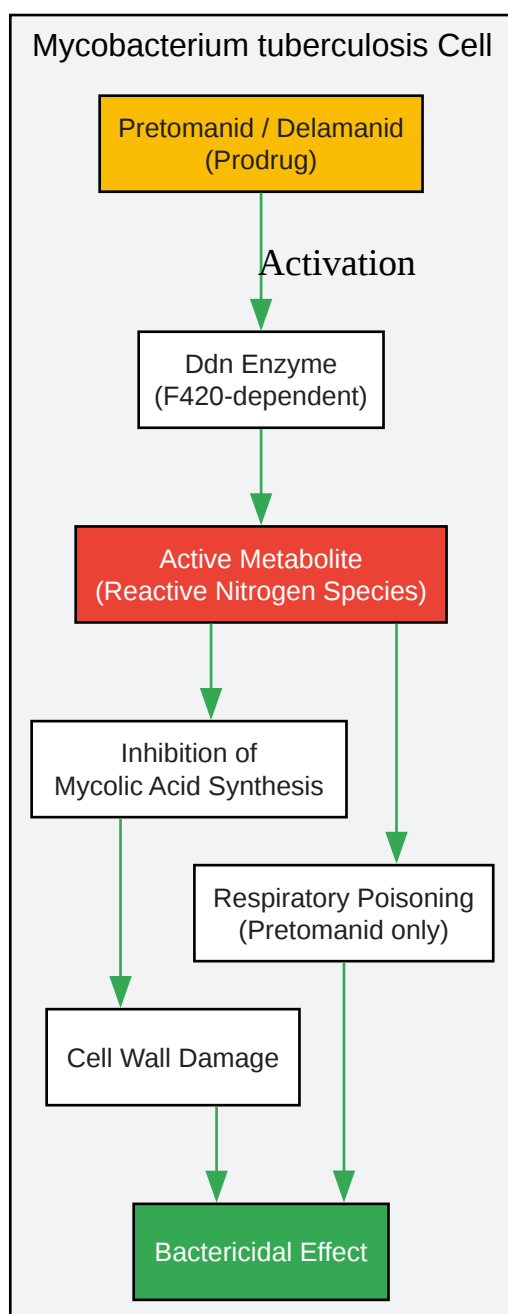 Mycobacterium tuberculosis Cell
Pretomanid / Delamanid
(Prodrug)
Activation
Ddn Enzyme
(F420-dependent)
Active Metabolite
(Reactive Nitrogen Species)
Inhibition of
Mycolic Acid Synthesis
Respiratory Poisoning
(Pretomanid only)
Cell Wall Damage
Bactericidal Effect